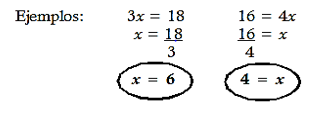 Ejemplos: 3x = 18 16 = 4x
x = 18 16 = x
3 4
x = 6 4 = x